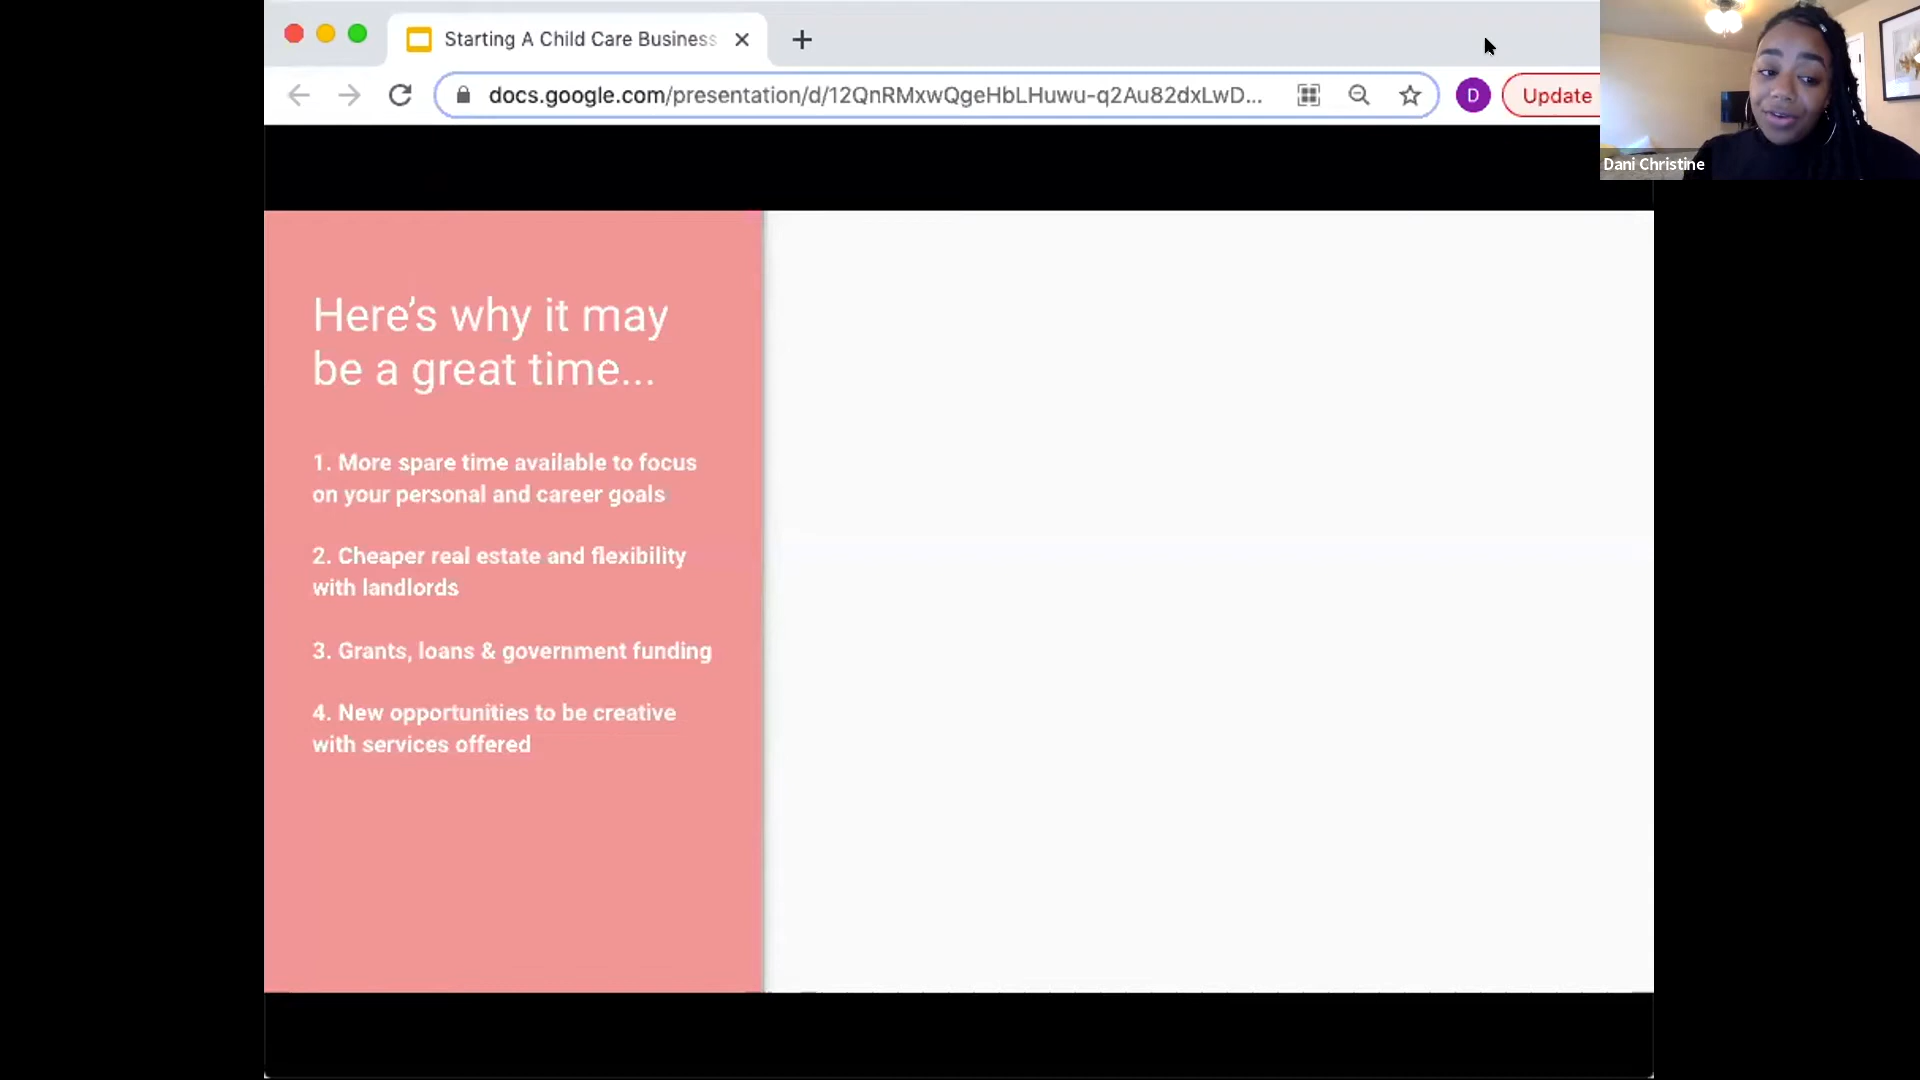 Starting A Child Care Business
docs.google.com/presentation/d/12QnRMxwQgeHbLHuwu-q2Au82dxLwD...
D
Update
Dani Christine
Here's why it may
be a great time...
1. More spare time available to focus
on your personal and career goals
2. Cheaper real estate and flexibility
with landlords
3. Grants, loans & government funding
4. New opportunities to be creative
with services offered